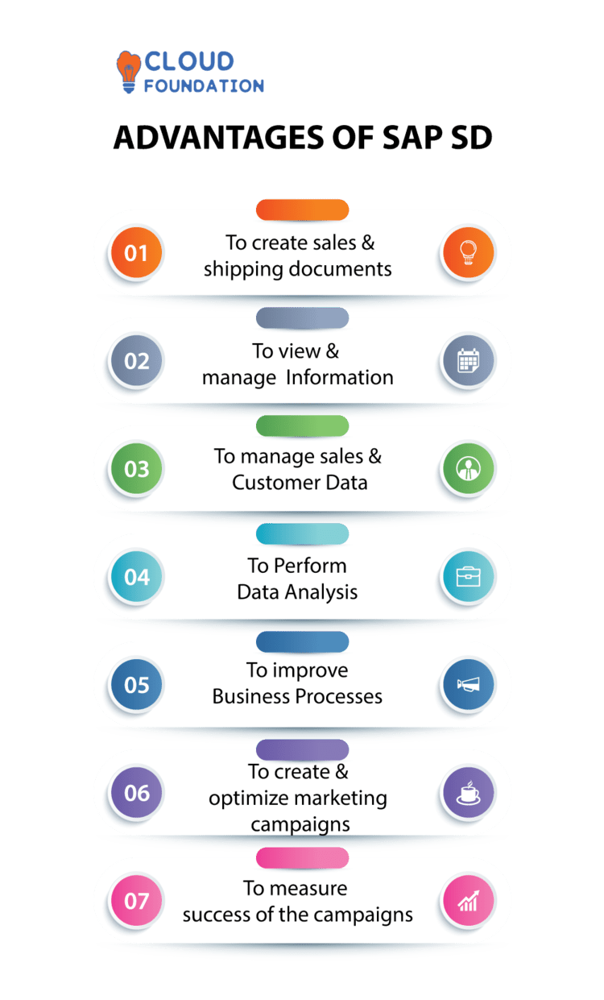 CLOUD
FOUNDATION
ADVANTAGES OF SAP SD
01
To create sales &
shipping documents
02
To view &
manage  Information
03
To manage sales &
Customer Data
04
To Perform
Data Analysis
05
To improve
Business Processes
06
To create &
optimize marketing
campaigns
07
To measure
success of the campaigns